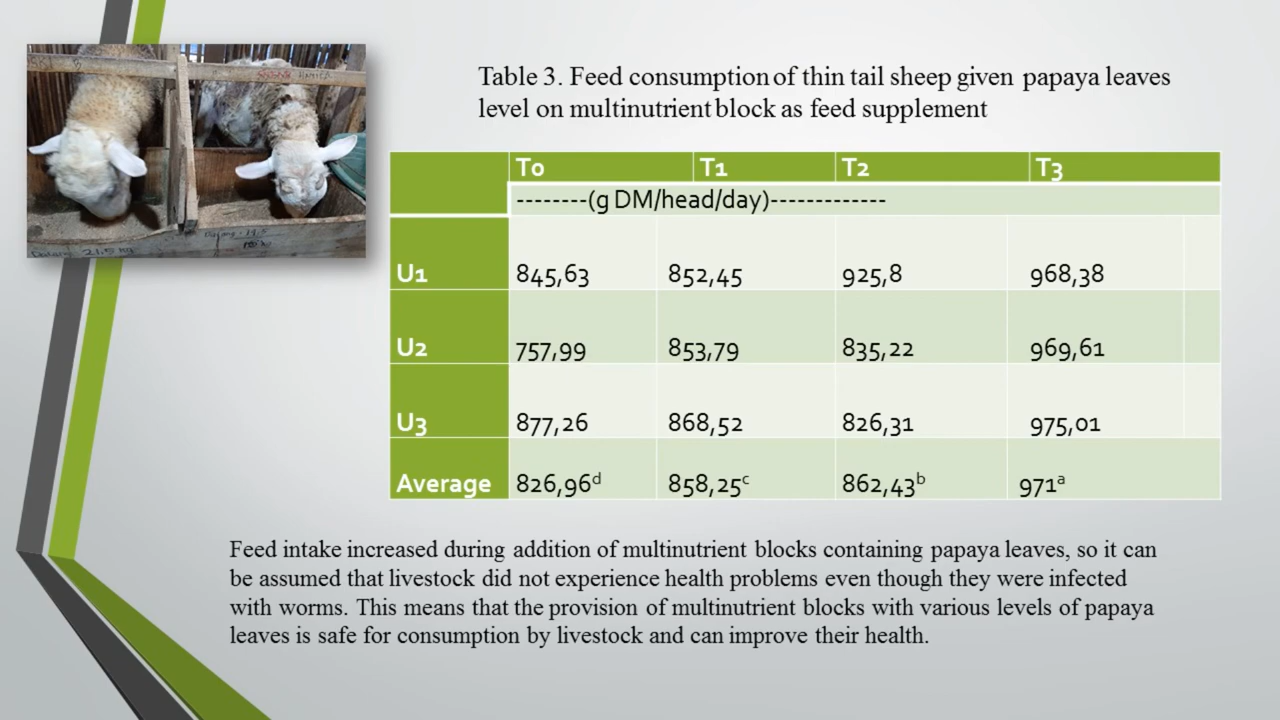 Table 3. Feed consumption of thin tail sheep given papaya leaves
level on multinutrient block as feed supplement
T0 T1 T2 T3
--------(g DM/head/day)-------------
U1 845,63 852,45 925,8 968,38
U2 757,99 853,79 835,22 969,61
U3 877,26 868,52 826,31 975,01
Average 826,96d 858,25c 862,43b 971a
Feed intake increased during addition of multinutrient blocks containing papaya leaves, so it can
be assumed that livestock did not experience health problems even though they were infected
with worms. This means that the provision of multinutrient blocks with various levels of papaya
leaves is safe for consumption by livestock and can improve their health.